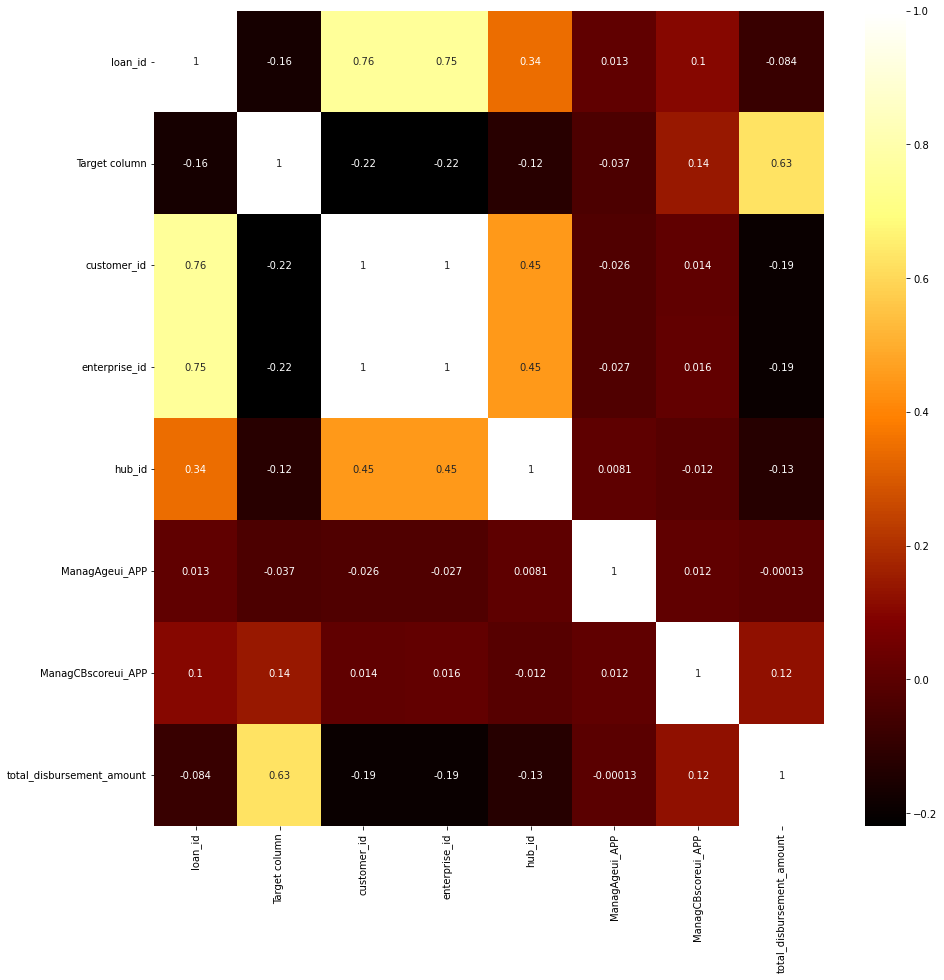 loan_id 1 -0.16 0.76 0.75 0.34 0.013 0.1 -0.084
Target column -0.16 1 -0.22 -0.22 -0.12 -0.037 0.14 0.63
customer_id 0.76 -0.22 1 1 0.45 -0.026 0.014 -0.19
enterprise_id 0.75 -0.22 1 1 0.45 -0.027 0.016 -0.19
hub_id 0.34 -0.12 0.45 0.45 1 0.0081 -0.012 -0.13
ManagAgeui_APP 0.013 -0.037 -0.026 -0.027 0.0081 1 0.012 -0.00013
ManagCBscoreui_APP 0.1 0.14 0.014 0.016 -0.012 0.012 1 0.12
total_disbursement_amount -0.084 0.63 -0.19 -0.19 -0.13 -0.00013 0.12 1
loan_id
Target column
customer_id
enterprise_id
hub_id
ManagAgeui_APP
ManagCBscoreui_APP
total_disbursement_amount
1.0
0.8
0.6
0.4
0.2
0.0
−0.2